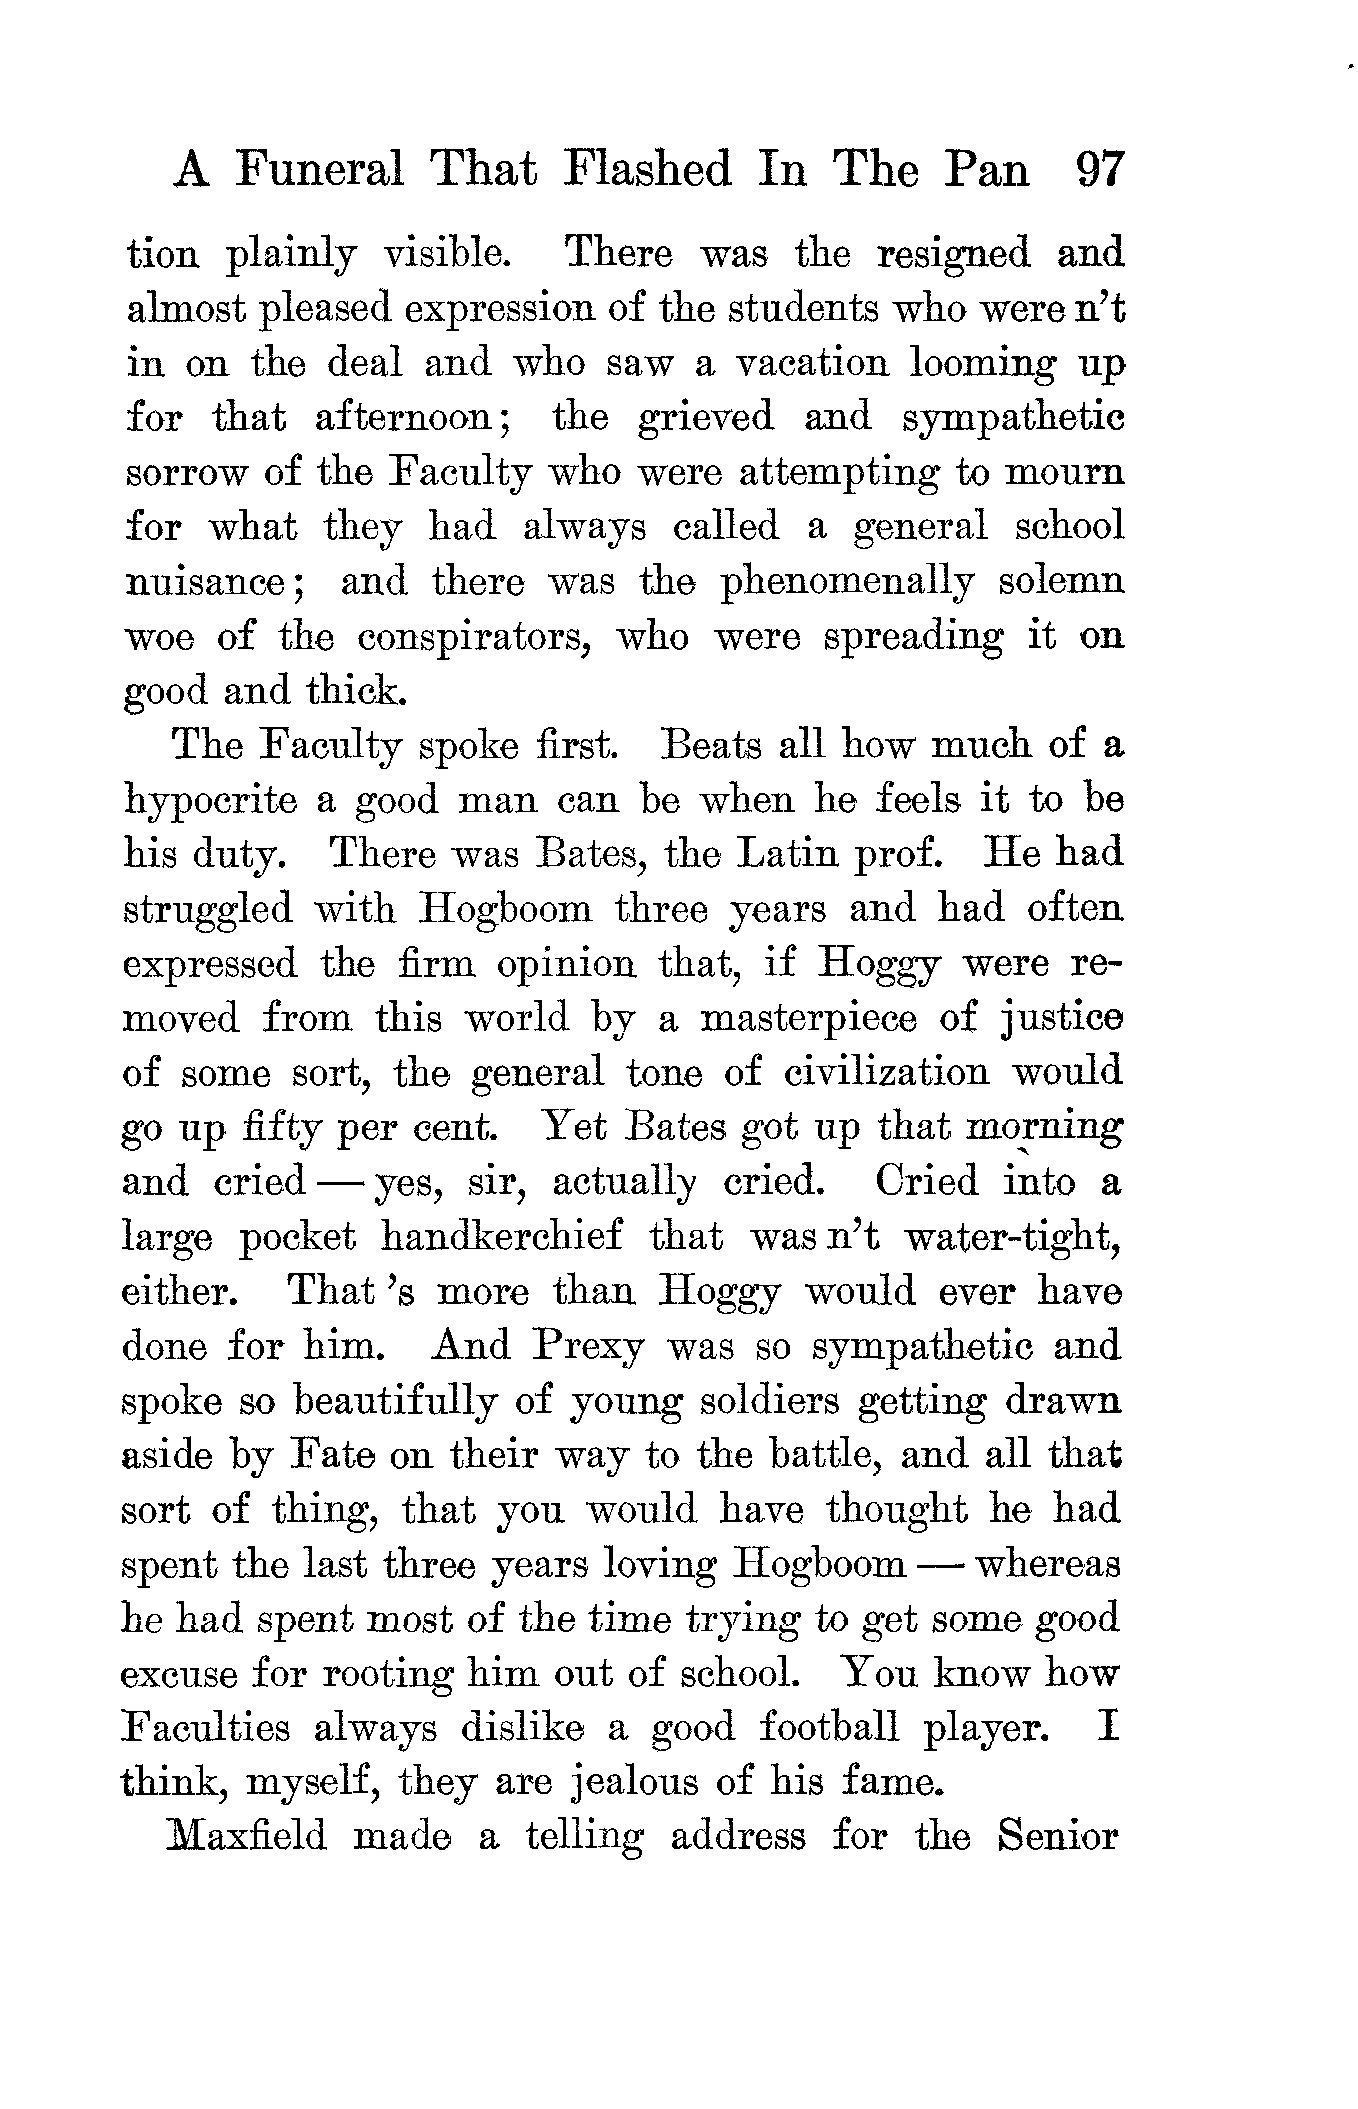 A Funeral That Flashed In The Pan 97
tion plainly visible. There was the resigned and
almost pleased expression of the students who were n't
in on the deal and who saw a vacation looming up
for that afternoon; the grieved and sympathetic
sorrow of the Faculty who were attempting to mourn
for what they had always called a general school
nuisance; and there was the phenomenally solemn
woe of the conspirators, who were spreading it on
good and thick.
The Faculty spoke first. Beats all how much of a
hypocrite a good man can be when he feels it to be
his duty. There was Bates, the Latin prof. He had
struggled with Hogboom three years and had often
expressed the firm opinion that, if Hoggy were re-
moved from this world by a masterpiece of justice
of some sort, the general tone of civilization would
go up fifty per cent. Yet Bates got up that morning
and cried — yes, sir, actually cried. Cried into a
large pocket handkerchief that was n't water-tight,
either. That 's more than Hoggy would ever have
done for him. And Prexy was so sympathetic and
spoke so beautifully of young soldiers getting drawn
aside by Fate on their way to the battle, and all that
sort of thing, that you would have thought he had
spent the last three years loving Hogboom — whereas
he had spent most of the time trying to get some good
excuse for rooting him out of school. You know how
Faculties always dislike a good football player. I
think, myself, they are jealous of his fame.
Maxfield made a telling address for the Senior